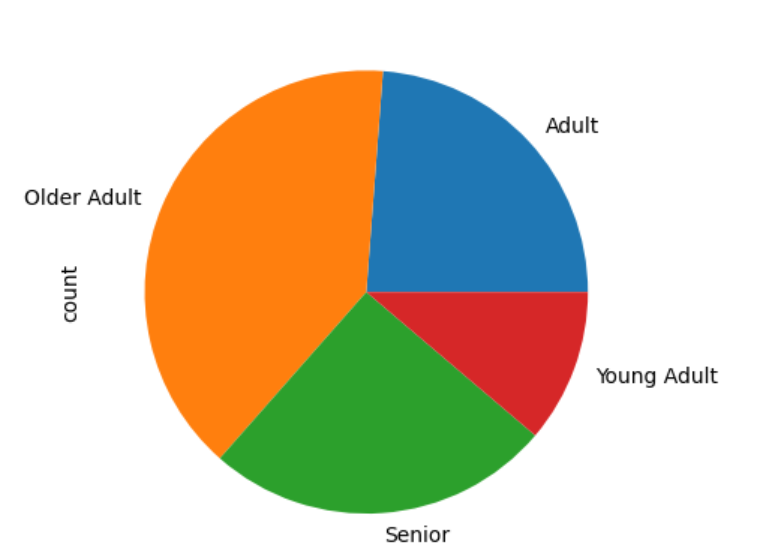 Adult
Older Adult
count
Young Adult
Senior